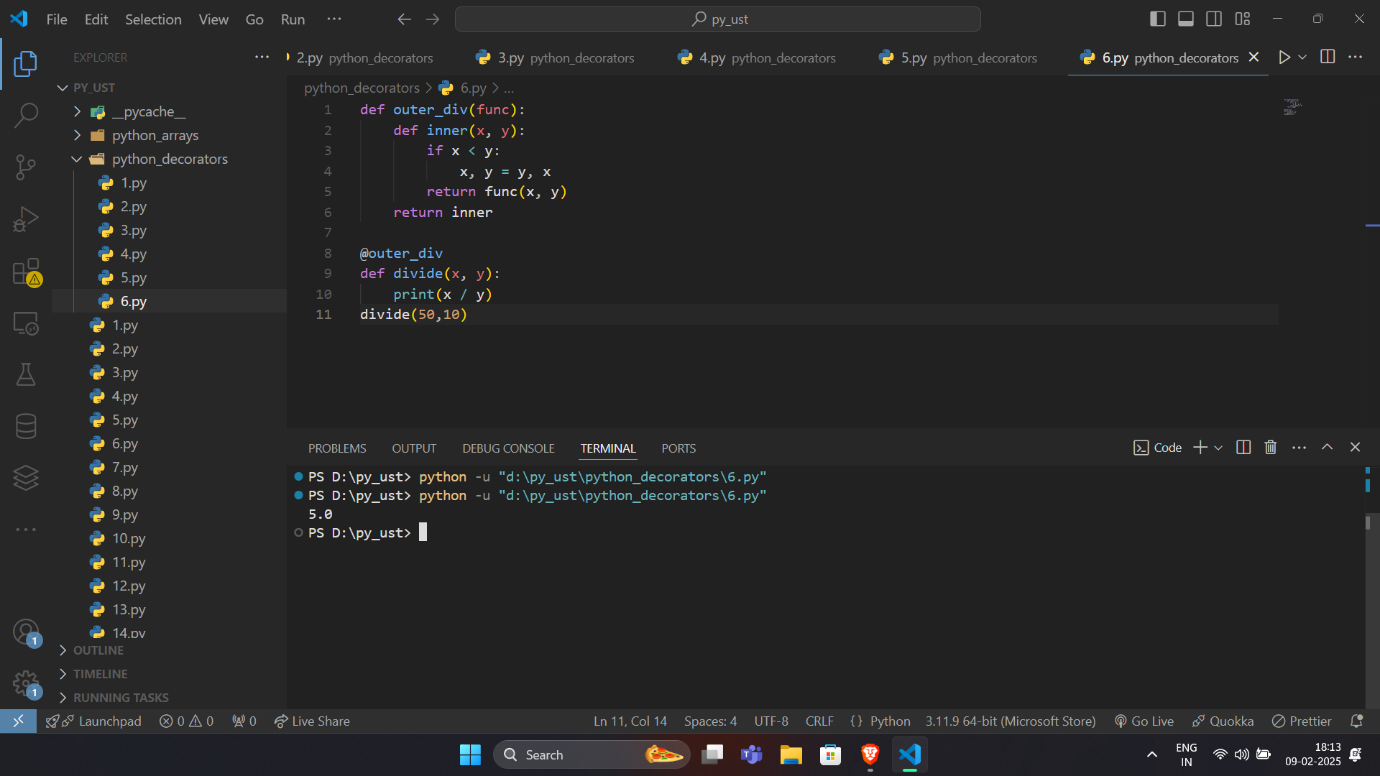 File Edit Selection View Go Run ··· py_ust
EXPLORER ···
2.py python_decorators 3.py python_decorators 4.py python_decorators 5.py python_decorators 6.py python_decorators
PY_UST
__pycache__
python_arrays
python_decorators
1.py
2.py
3.py
4.py
5.py
6.py
1.py
2.py
3.py
4.py
5.py
6.py
7.py
8.py
9.py
10.py
11.py
12.py
13.py
14.py
OUTLINE
TIMELINE
RUNNING TASKS
python_decorators > 6.py > ...
1 def outer_div(func):
2 def inner(x, y):
3 if x < y:
4 x, y = y, x
5 return func(x, y)
6 return inner
7
8 @outer_div
9 def divide(x, y):
10 print(x / y)
11 divide(50,10)
PROBLEMS OUTPUT DEBUG CONSOLE TERMINAL PORTS Code
PS D:\py_ust> python -u "d:\py_ust\python_decorators\6.py"
PS D:\py_ust> python -u "d:\py_ust\python_decorators\6.py"
5.0
PS D:\py_ust>
1
1
Launchpad 0 0 0 Live Share Ln 11, Col 14 Spaces: 4 UTF-8 CRLF {} Python 3.11.9 64-bit (Microsoft Store) Go Live Quokka Prettier
Search
ENG
IN
18:13
09-02-2025